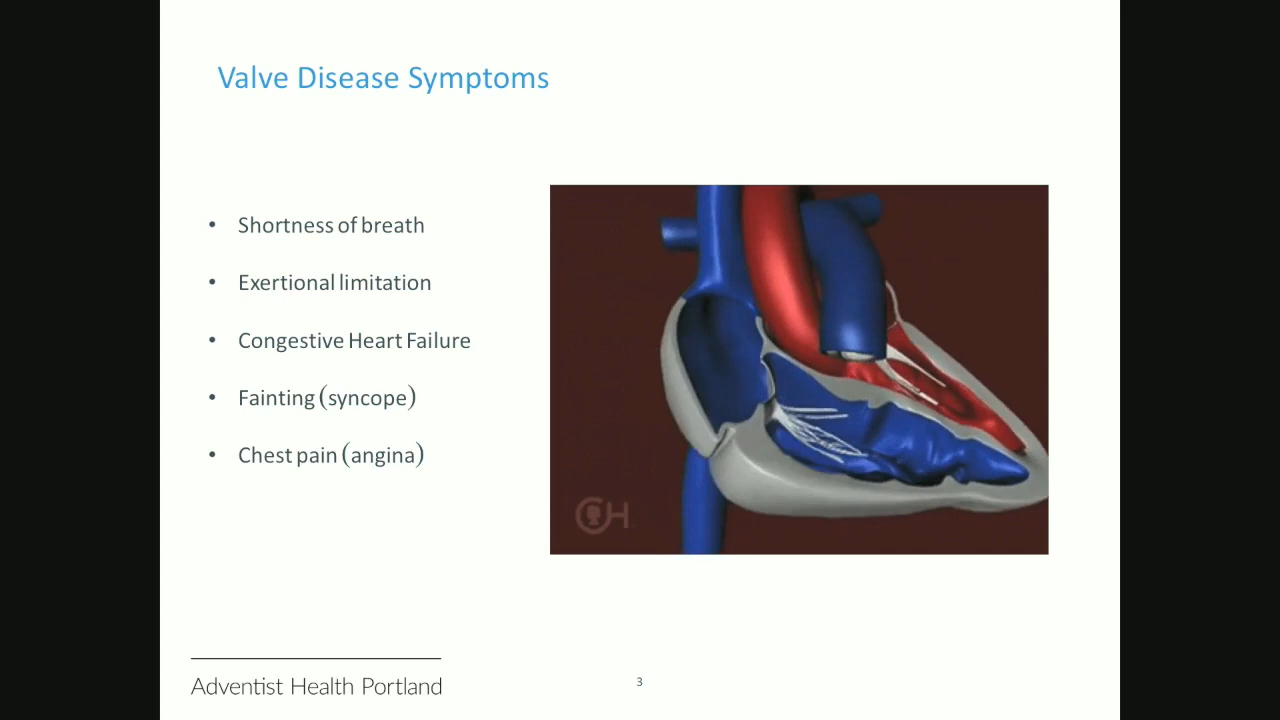 Valve Disease Symptoms
• Shortness of breath
• Exertional limitation
• Congestive Heart Failure
• Fainting (syncope)
• Chest pain (angina)
CH
Adventist Health Portland
3